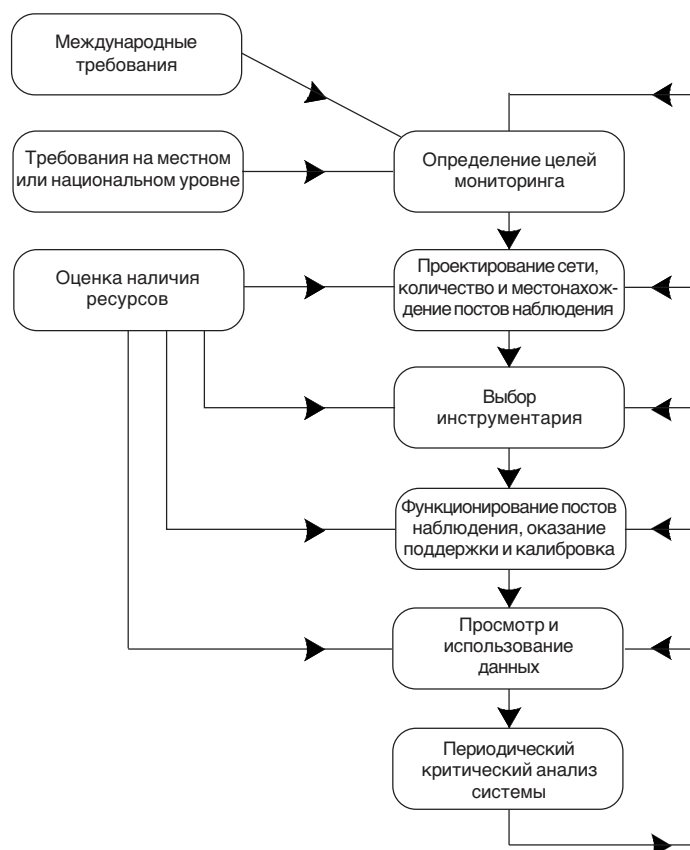 Международные
требования
Требования на местном
или национальном уровне
Определение целей
мониторинга
Оценка наличия
ресурсов
Проектирование сети,
количество и местонахож-
дение постов наблюдения
Выбор
инструментария
Функционирование постов
наблюдения, оказание
поддержки и калибровка
Просмотр и
использование
данных
Периодический
критический анализ
системы